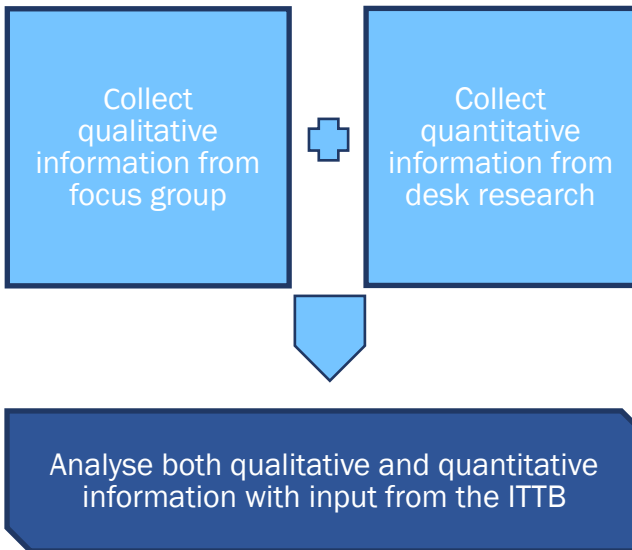 Collect
qualitative
information from
focus group
Collect
quantitative
information from
desk research
Analyse both qualitative and quantitative
information with input from the ITTB